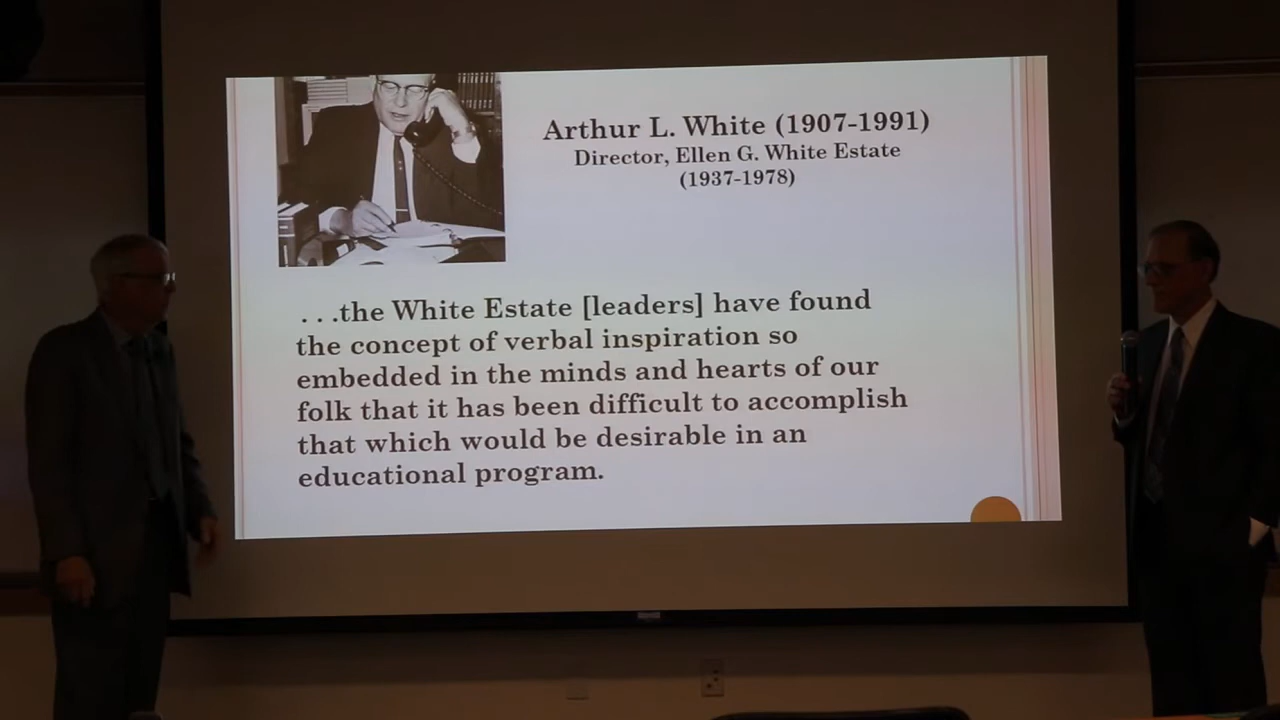 Arthur L. White (1907-1991)
Director, Ellen G. White Estate
(1937-1978)
. . .the White Estate [leaders] have found
the concept of verbal inspiration so
embedded in the minds and hearts of our
folk that it has been difficult to accomplish
that which would be desirable in an
educational program.